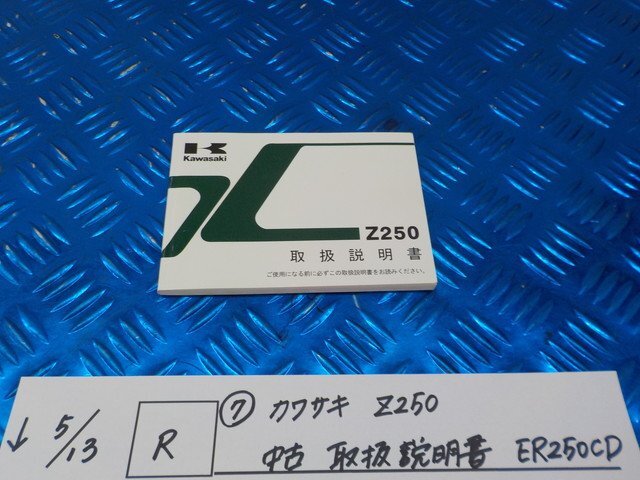 Kawasaki
Z250
取扱説明書
ご使用になる前に必ずこの取扱説明書をお読みください。
↓ 5/13 R ⑦ カワサキ Z250
中古 取扱説明書 ER250CD